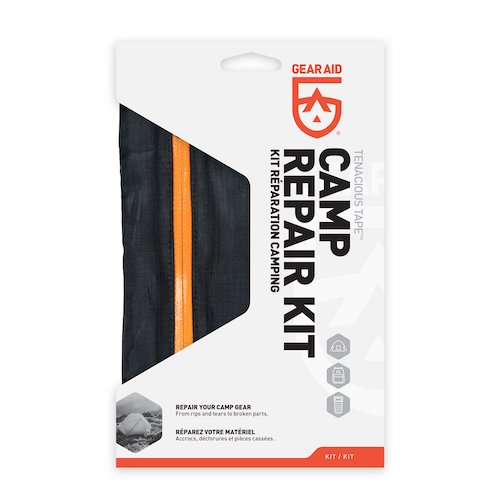 GEAR AID
TENACIOUS TAPE™
CAMP
REPAIR KIT
KIT RÉPARATION CAMPING
REPAIR YOUR CAMP GEAR
From rips and tears to broken parts.
RÉPAREZ VOTRE MATÉRIEL
Accrocs, déchirures et pièces cassées.
KIT / KIT